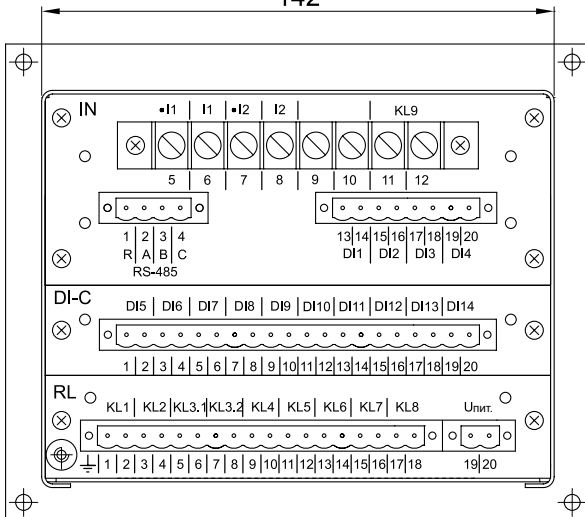 142
IN
•I1 | I1 | •I2 | I2 | KL9
5 | 6 | 7 | 8 | 9 | 10 | 11 | 12
1 | 2 | 3 | 4 13 14 15 16 17 18 19 20
R A B C DI1 DI2 DI3 DI4
RS-485
DI-C
DI5 | DI6 | DI7 | DI8 | DI9 | DI10 | DI11 | DI12 | DI13 | DI14
1 2 3 4 5 6 7 8 9 10 11 12 13 14 15 16 17 18 19 20
RL
KL1 | KL2 | KL3.1 | KL3.2 | KL4 | KL5 | KL6 | KL7 | KL8 Uпит.
1 2 3 4 5 6 7 8 9 10 11 12 13 14 15 16 17 18 19 20